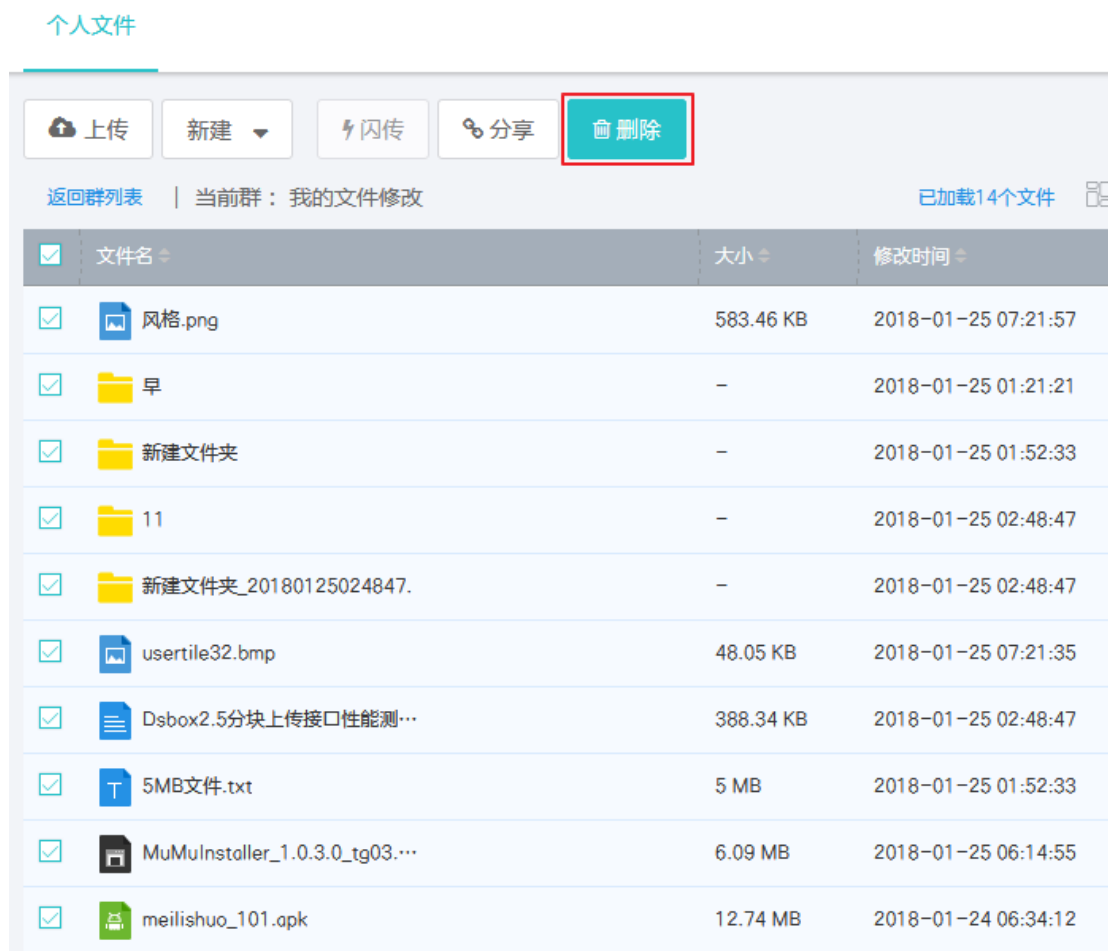 个人文件
上传 新建 闪传 分享 删除
返回群列表 | 当前群： 我的文件修改 已加载14个文件
文件名 大小 修改时间
风格.png 583.46 KB 2018-01-25 07:21:57
早 - 2018-01-25 01:21:21
新建文件夹 - 2018-01-25 01:52:33
11 - 2018-01-25 02:48:47
新建文件夹_20180125024847. - 2018-01-25 02:48:47
usertile32.bmp 48.05 KB 2018-01-25 07:21:35
Dsbox2.5分块上传接口性能测… 388.34 KB 2018-01-25 02:48:47
5MB文件.txt 5 MB 2018-01-25 01:52:33
MuMuInstaller_1.0.3.0_tg03.… 6.09 MB 2018-01-25 06:14:55
meilishuo_101.apk 12.74 MB 2018-01-24 06:34:12